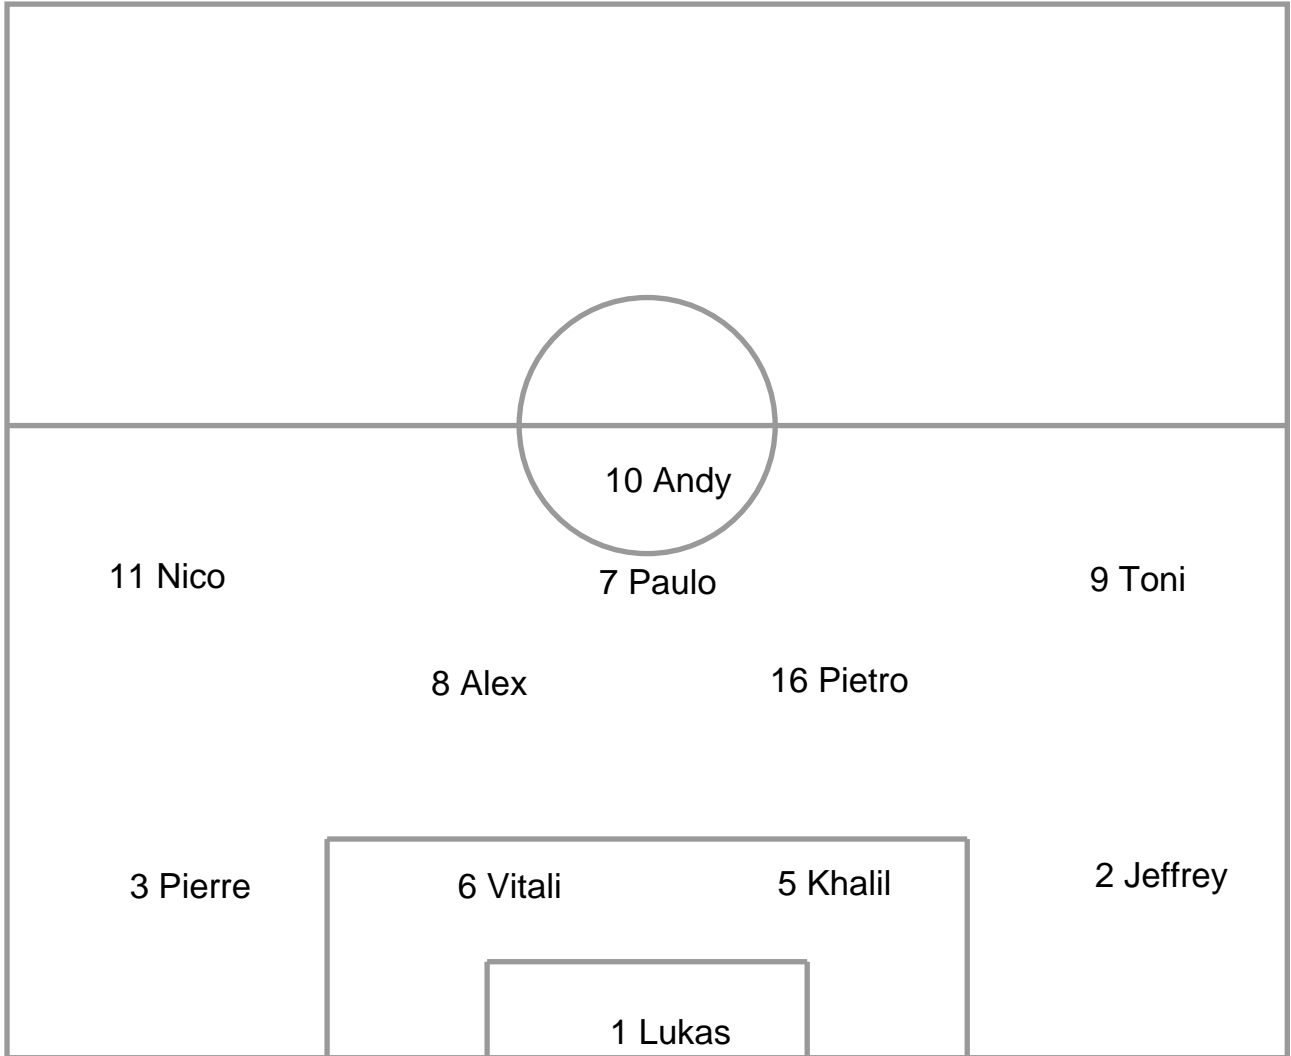 10 Andy
11 Nico
7 Paulo
9 Toni
8 Alex
16 Pietro
3 Pierre
6 Vitali
5 Khalil
2 Jeffrey
1 Lukas